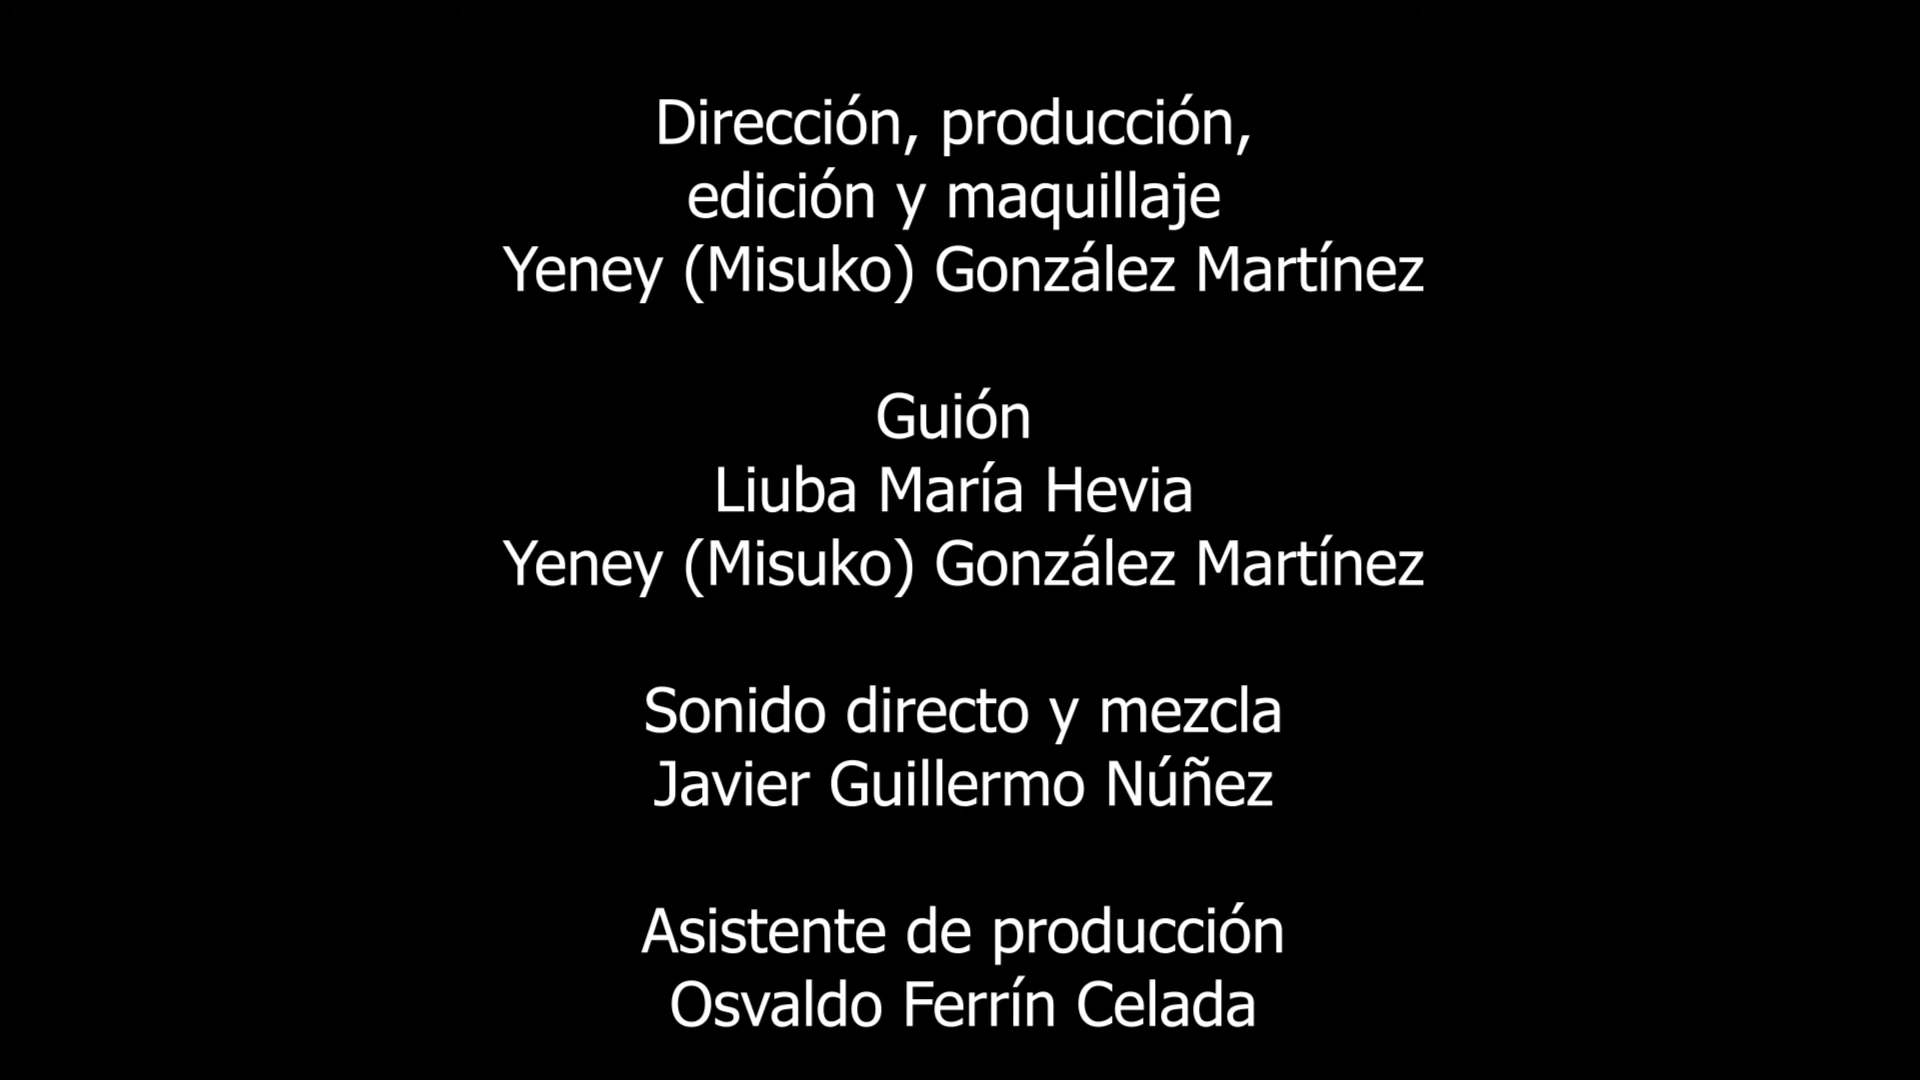 Dirección, producción,
edición y maquillaje
Yeney (Misuko) González Martínez
Guión
Liuba María Hevia
Yeney (Misuko) González Martínez
Sonido directo y mezcla
Javier Guillermo Núñez
Asistente de producción
Osvaldo Ferrín Celada